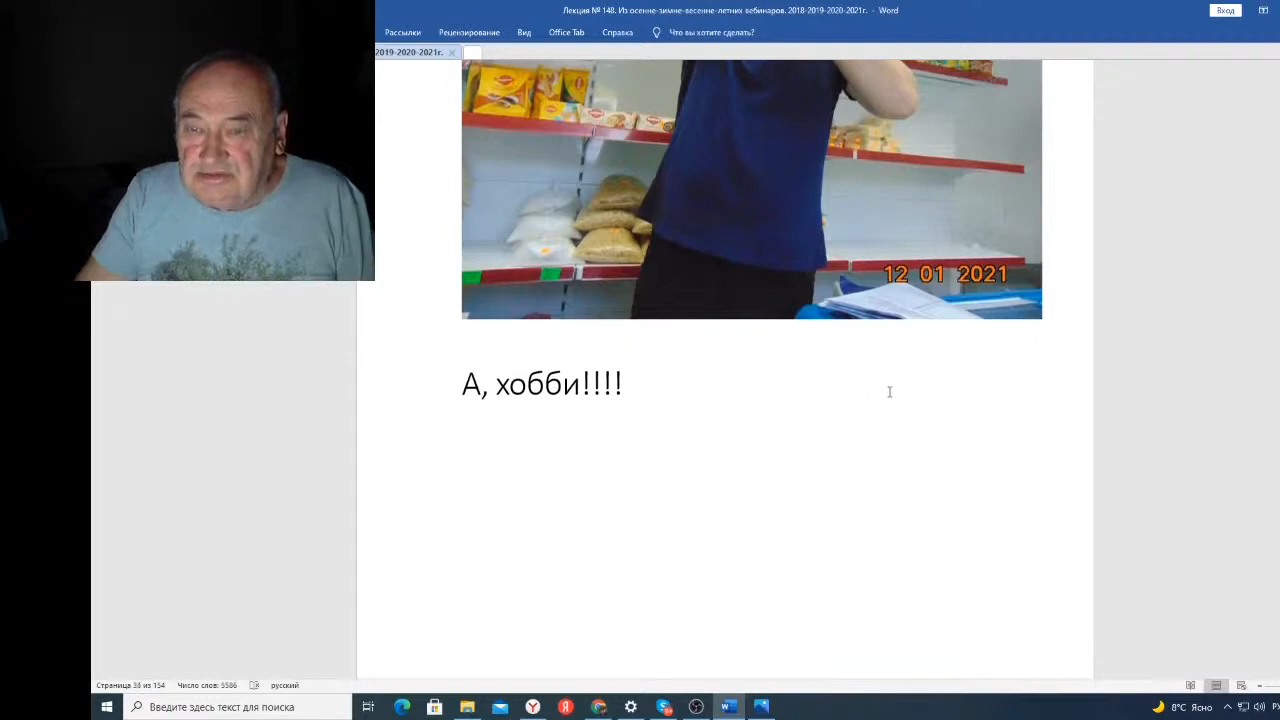 Лекция № 148. Из осенне-зимне-весенне-летних вебинаров. 2018-2019-2020-2021г. - Word
Вход
Рассылки Рецензирование Вид Office Tab Справка Что вы хотите сделать?
2019-2020-2021г.
12 01 2021
А, хобби!!!!
Страница 38 из 154 Число слов: 5586 русский
Введите здесь текст для поиска
8°C Ясно